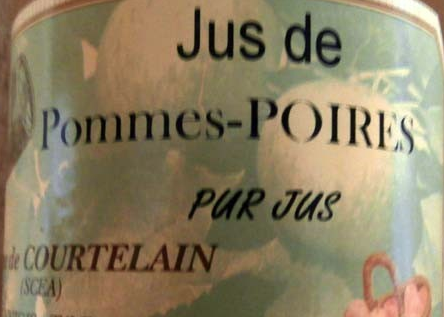 Jus de
Pommes-POIRES
PUR JUS
de COURTELAIN
(SCEA)